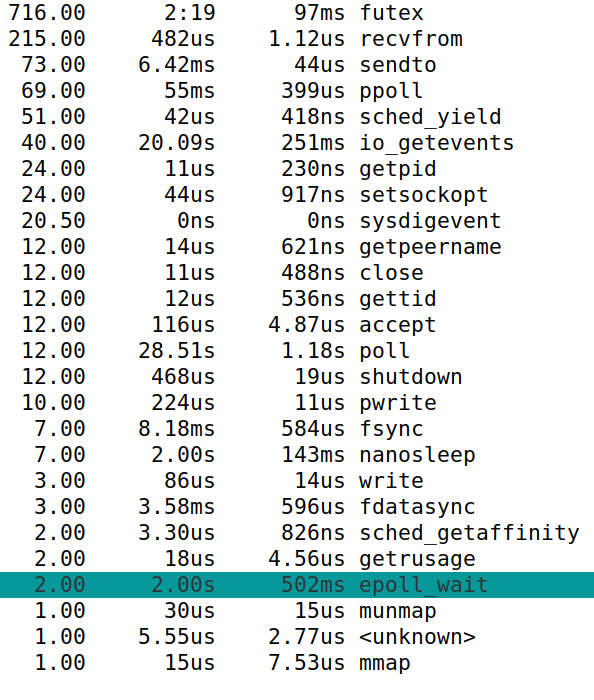 716.00 2:19 97ms futex
215.00 482us 1.12us recvfrom
73.00 6.42ms 44us sendto
69.00 55ms 399us ppoll
51.00 42us 418ns sched_yield
40.00 20.09s 251ms io_getevents
24.00 11us 230ns getpid
24.00 44us 917ns setsockopt
20.50 0ns 0ns sysdigevent
12.00 14us 621ns getpeername
12.00 11us 488ns close
12.00 12us 536ns gettid
12.00 116us 4.87us accept
12.00 28.51s 1.18s poll
12.00 468us 19us shutdown
10.00 224us 11us pwrite
7.00 8.18ms 584us fsync
7.00 2.00s 143ms nanosleep
3.00 86us 14us write
3.00 3.58ms 596us fdatasync
2.00 3.30us 826ns sched_getaffinity
2.00 18us 4.56us getrusage
2.00 2.00s 502ms epoll_wait
1.00 30us 15us munmap
1.00 5.55us 2.77us <unknown>
1.00 15us 7.53us mmap